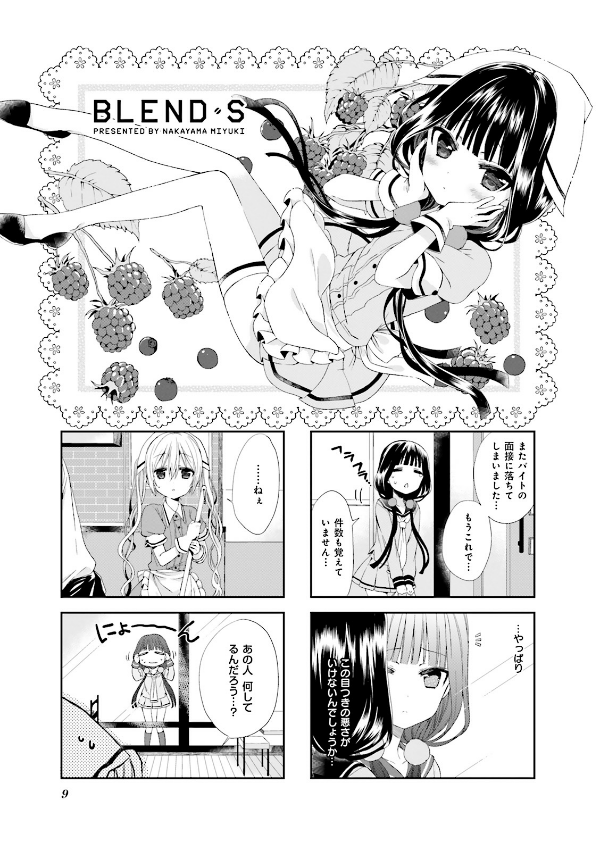 BLEND・S
PRESENTED BY NAKAYAMA MIYUKI
またバイトの
面接に落ちて
しまいました…
もうこれで…
件数も覚えて
いません…
…やっぱり
この目つきの悪さが
いけないんでしょうか…
……ねぇ
あの人 何して
るんだろう…?
にょーーん
9